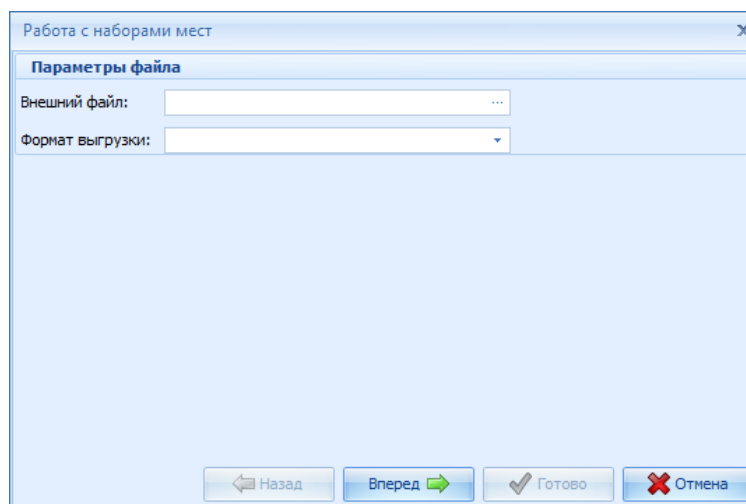 Работа с наборами мест
Параметры файла
Внешний файл: ...
Формат выгрузки:
Назад Вперед Готово Отмена